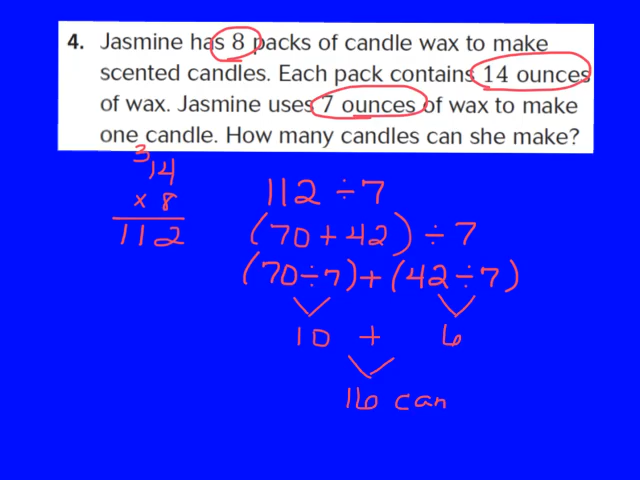 4. Jasmine has 8 packs of candle wax to make
scented candles. Each pack contains 14 ounces
of wax. Jasmine uses 7 ounces of wax to make
one candle. How many candles can she make?
3
14
x 8
112
112 ÷ 7
(70 + 42) ÷ 7
(70 ÷ 7) + (42 ÷ 7)
10 + 6
16 can